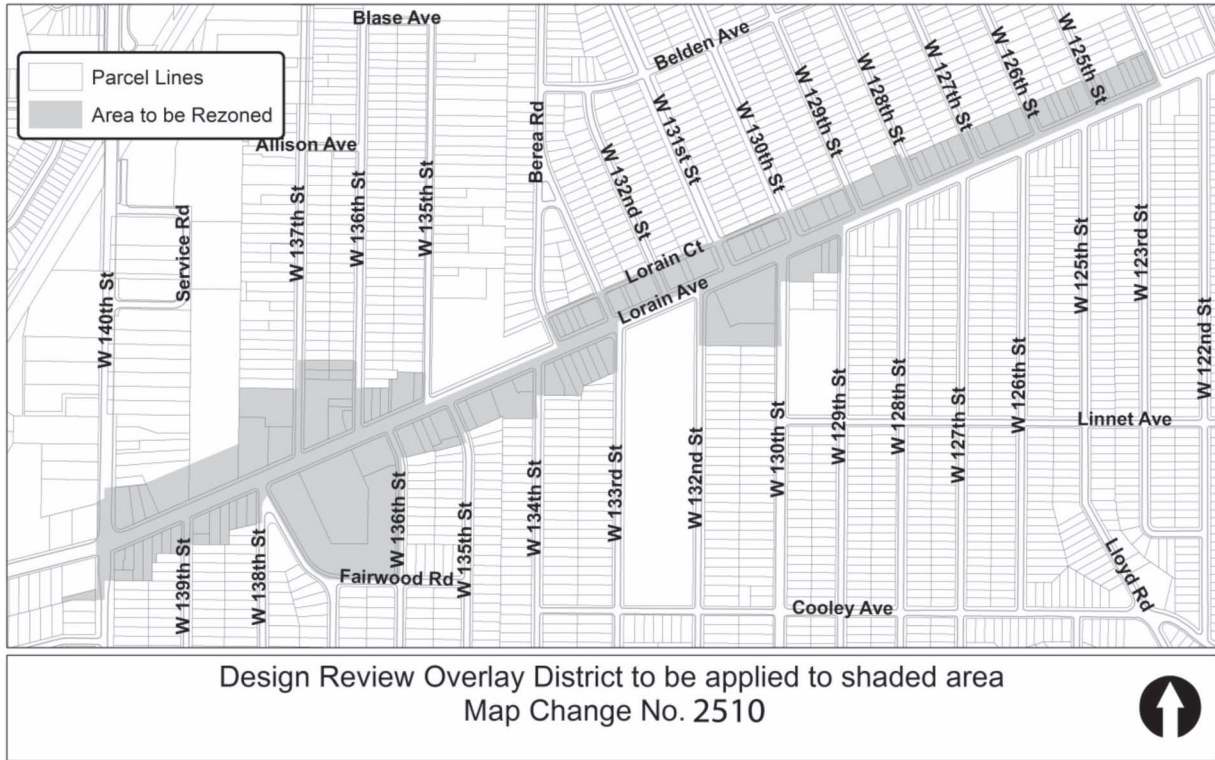 Blase Ave
Belden Ave
W 125th St
W 126th St
W 127th St
W 128th St
W 129th St
W 130th St
W 131st St
W 132nd St
Parcel Lines
Area to be Rezoned
Allison Ave
Berea Rd
Service Rd
W 137th St
W 136th St
W 135th St
W 140th St
Lorain Ct
Lorain Ave
W 125th St
W 123rd St
W 122nd St
W 126th St
W 127th St
W 128th St
W 129th St
W 130th St
W 132nd St
W 133rd St
W 134th St
W 135th St
W 136th St
W 138th St
W 139th St
Linnet Ave
Lloyd Rd
Fairwood Rd
Cooley Ave
Design Review Overlay District to be applied to shaded area
Map Change No. 2510